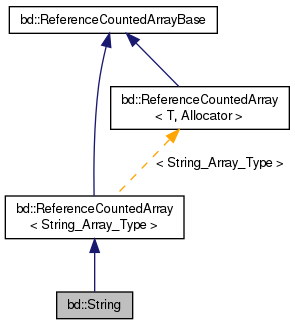 bd::ReferenceCountedArrayBase
bd::ReferenceCountedArray
< T, Allocator >
< String_Array_Type >
bd::ReferenceCountedArray
< String_Array_Type >
bd::String